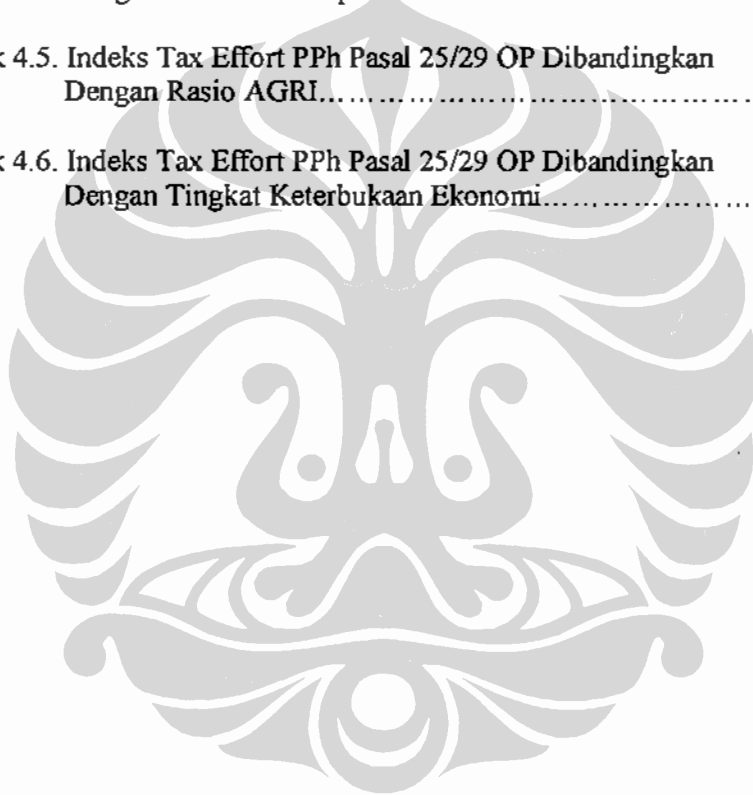 k 4.5. Indeks Tax Effort PPh Pasal 25/29 OP Dibandingkan
Dengan Rasio AGRI..............................
k 4.6. Indeks Tax Effort PPh Pasal 25/29 OP Dibandingkan
Dengan Tingkat Keterbukaan Ekonomi....................